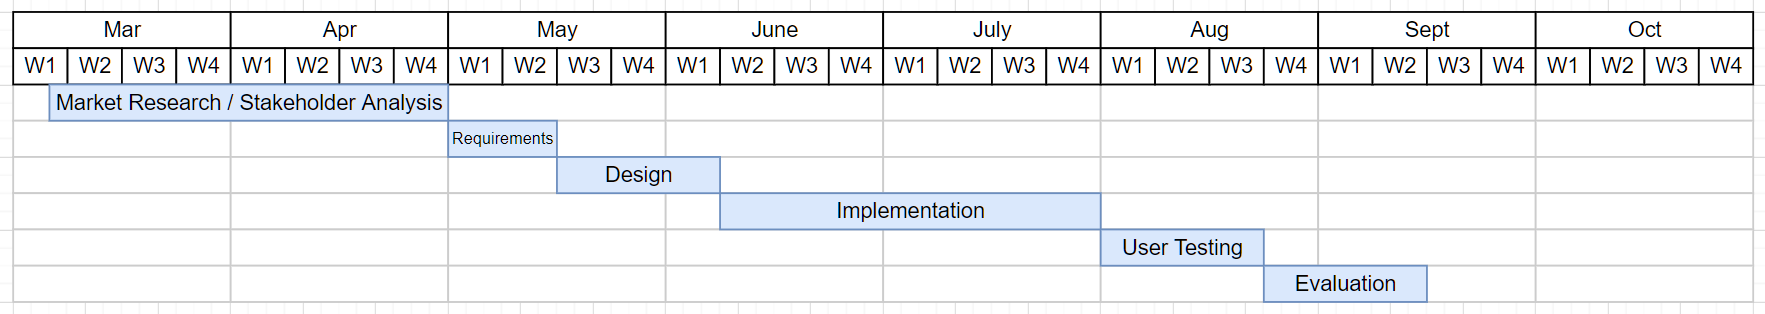 Mar Apr May June July Aug Sept Oct
W1 W2 W3 W4 W1 W2 W3 W4 W1 W2 W3 W4 W1 W2 W3 W4 W1 W2 W3 W4 W1 W2 W3 W4 W1 W2 W3 W4 W1 W2 W3 W4
Market Research / Stakeholder Analysis
Requirements
Design
Implementation
User Testing
Evaluation